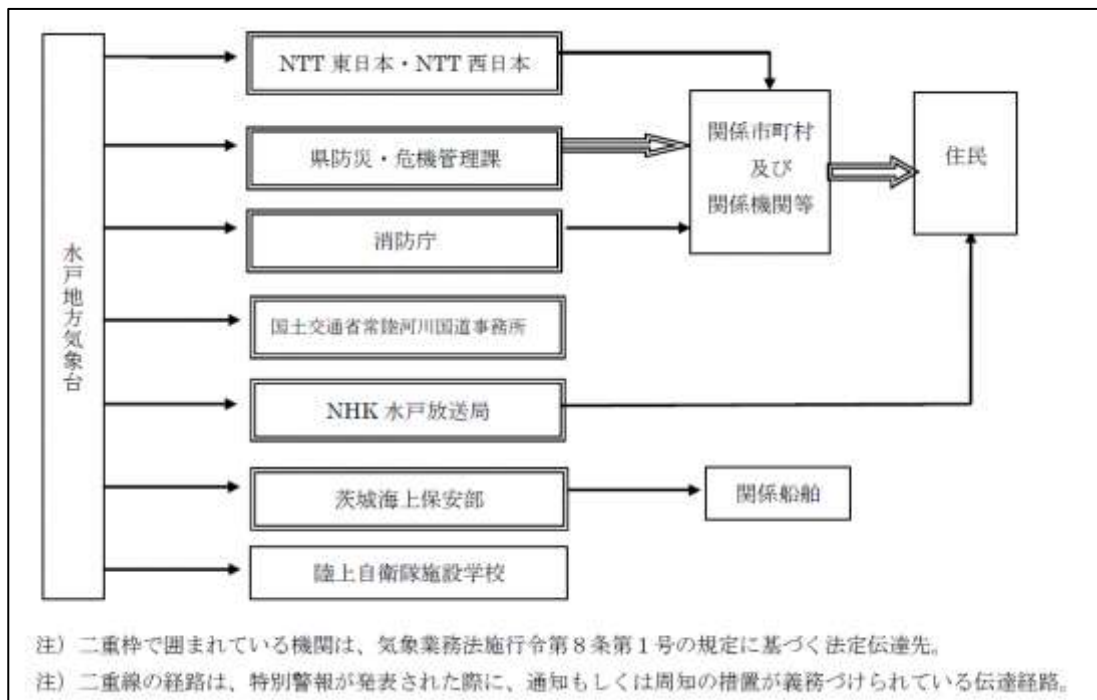 水戸地方気象台
NTT 東日本・NTT 西日本
県防災・危機管理課
消防庁
国土交通省常陸河川国道事務所
NHK 水戸放送局
茨城海上保安部
陸上自衛隊施設学校
関係市町村
及び
関係機関等
住民
関係船舶
注）二重枠で囲まれている機関は、気象業務法施行令第８条第１号の規定に基づく法定伝達先。
注）二重線の経路は、特別警報が発表された際に、通知もしくは周知の措置が義務づけられている伝達経路。